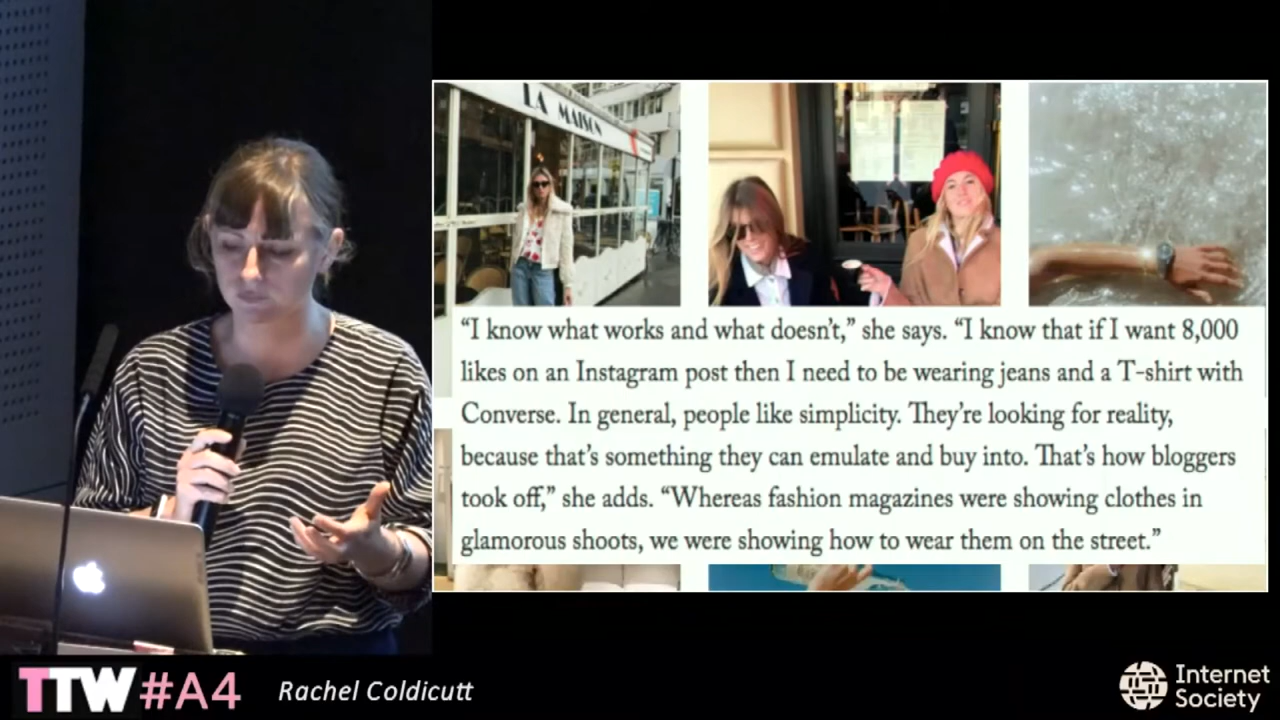 LA MAISON
“I know what works and what doesn’t,” she says. “I know that if I want 8,000
likes on an Instagram post then I need to be wearing jeans and a T-shirt with
Converse. In general, people like simplicity. They’re looking for reality,
because that’s something they can emulate and buy into. That’s how bloggers
took off,” she adds. “Whereas fashion magazines were showing clothes in
glamorous shoots, we were showing how to wear them on the street.”
TTW#A4
Rachel Coldicutt
Internet
Society